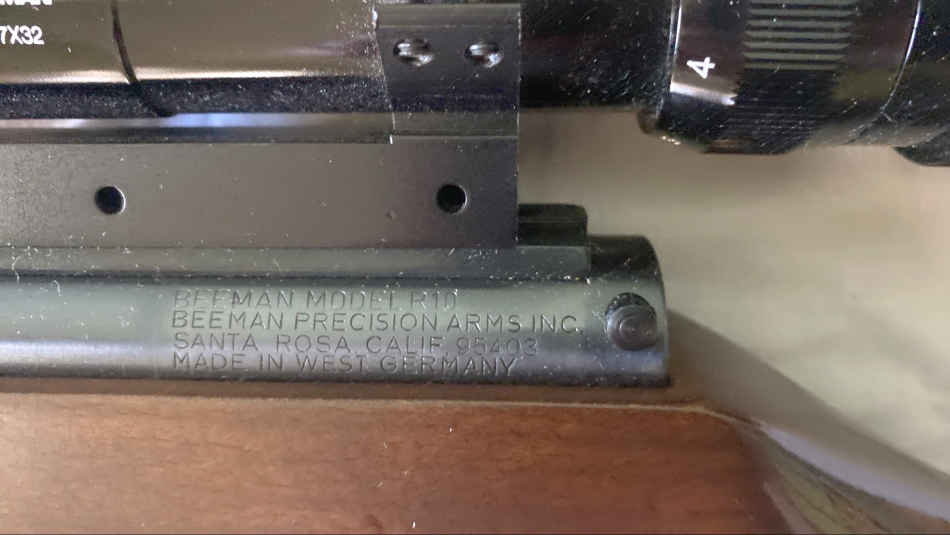 7X32
4
BEEMAN MODEL R10
BEEMAN PRECISION ARMS INC.
SANTA ROSA CALIF. 95403
MADE IN WEST GERMANY